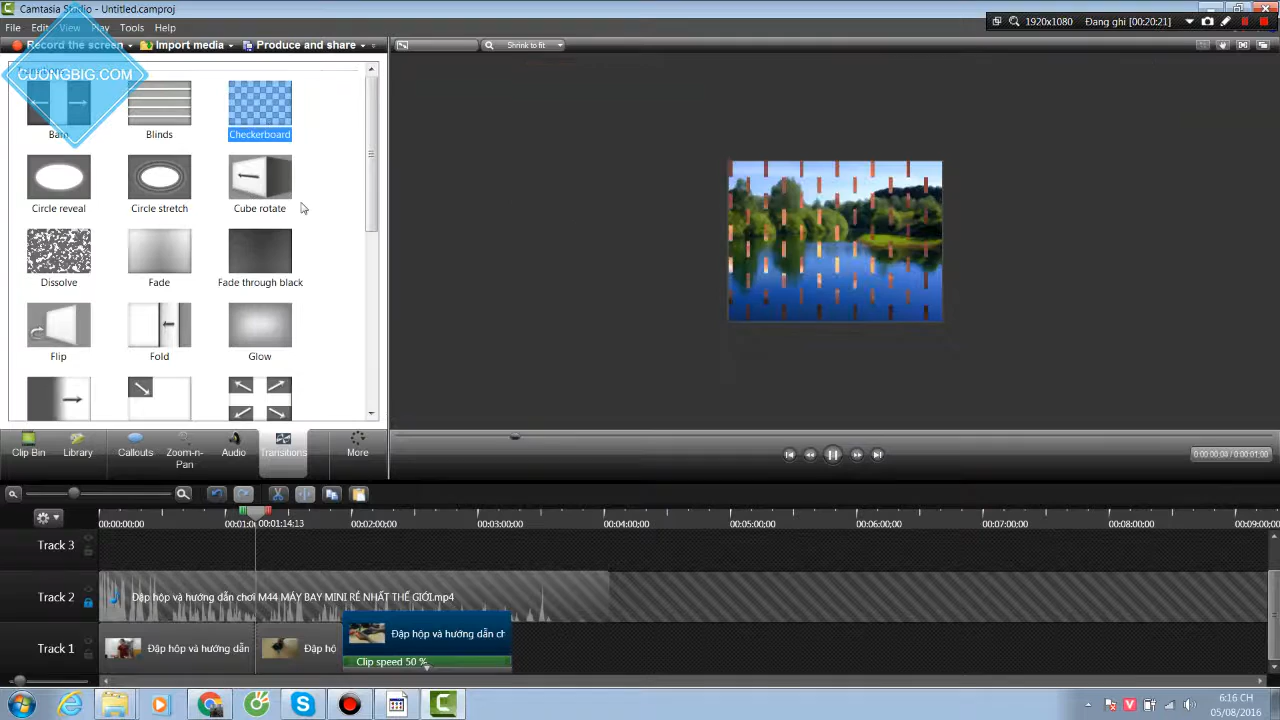 Camtasia Studio - Untitled.camproj
File Edit View Play Tools Help
1920x1080 Đang ghi [00:20:21]
Record the screen Import media Produce and share
Shrink to fit
CUONGBIG.COM
Barn Blinds Checkerboard
Circle reveal Circle stretch Cube rotate
Dissolve Fade Fade through black
Flip Fold Glow
Clip Bin Library Callouts Zoom-n-Pan Audio Transitions More
0:00:00:04 / 0:00:01:00
00:00:00:00 00:01:14:13 00:02:00:00 00:03:00:00 00:04:00:00 00:05:00:00 00:06:00:00 00:07:00:00 00:08:00:00 00:09:00:00
Track 3
Track 2 Đập hộp và hướng dẫn chơi M44 MÁY BAY MINI RẺ NHẤT THẾ GIỚI.mp4
Track 1 Đập hộp và hướng dẫn Đập hộ Đập hộp và hướng dẫn ch
Clip speed 50 %
6:16 CH
05/08/2016